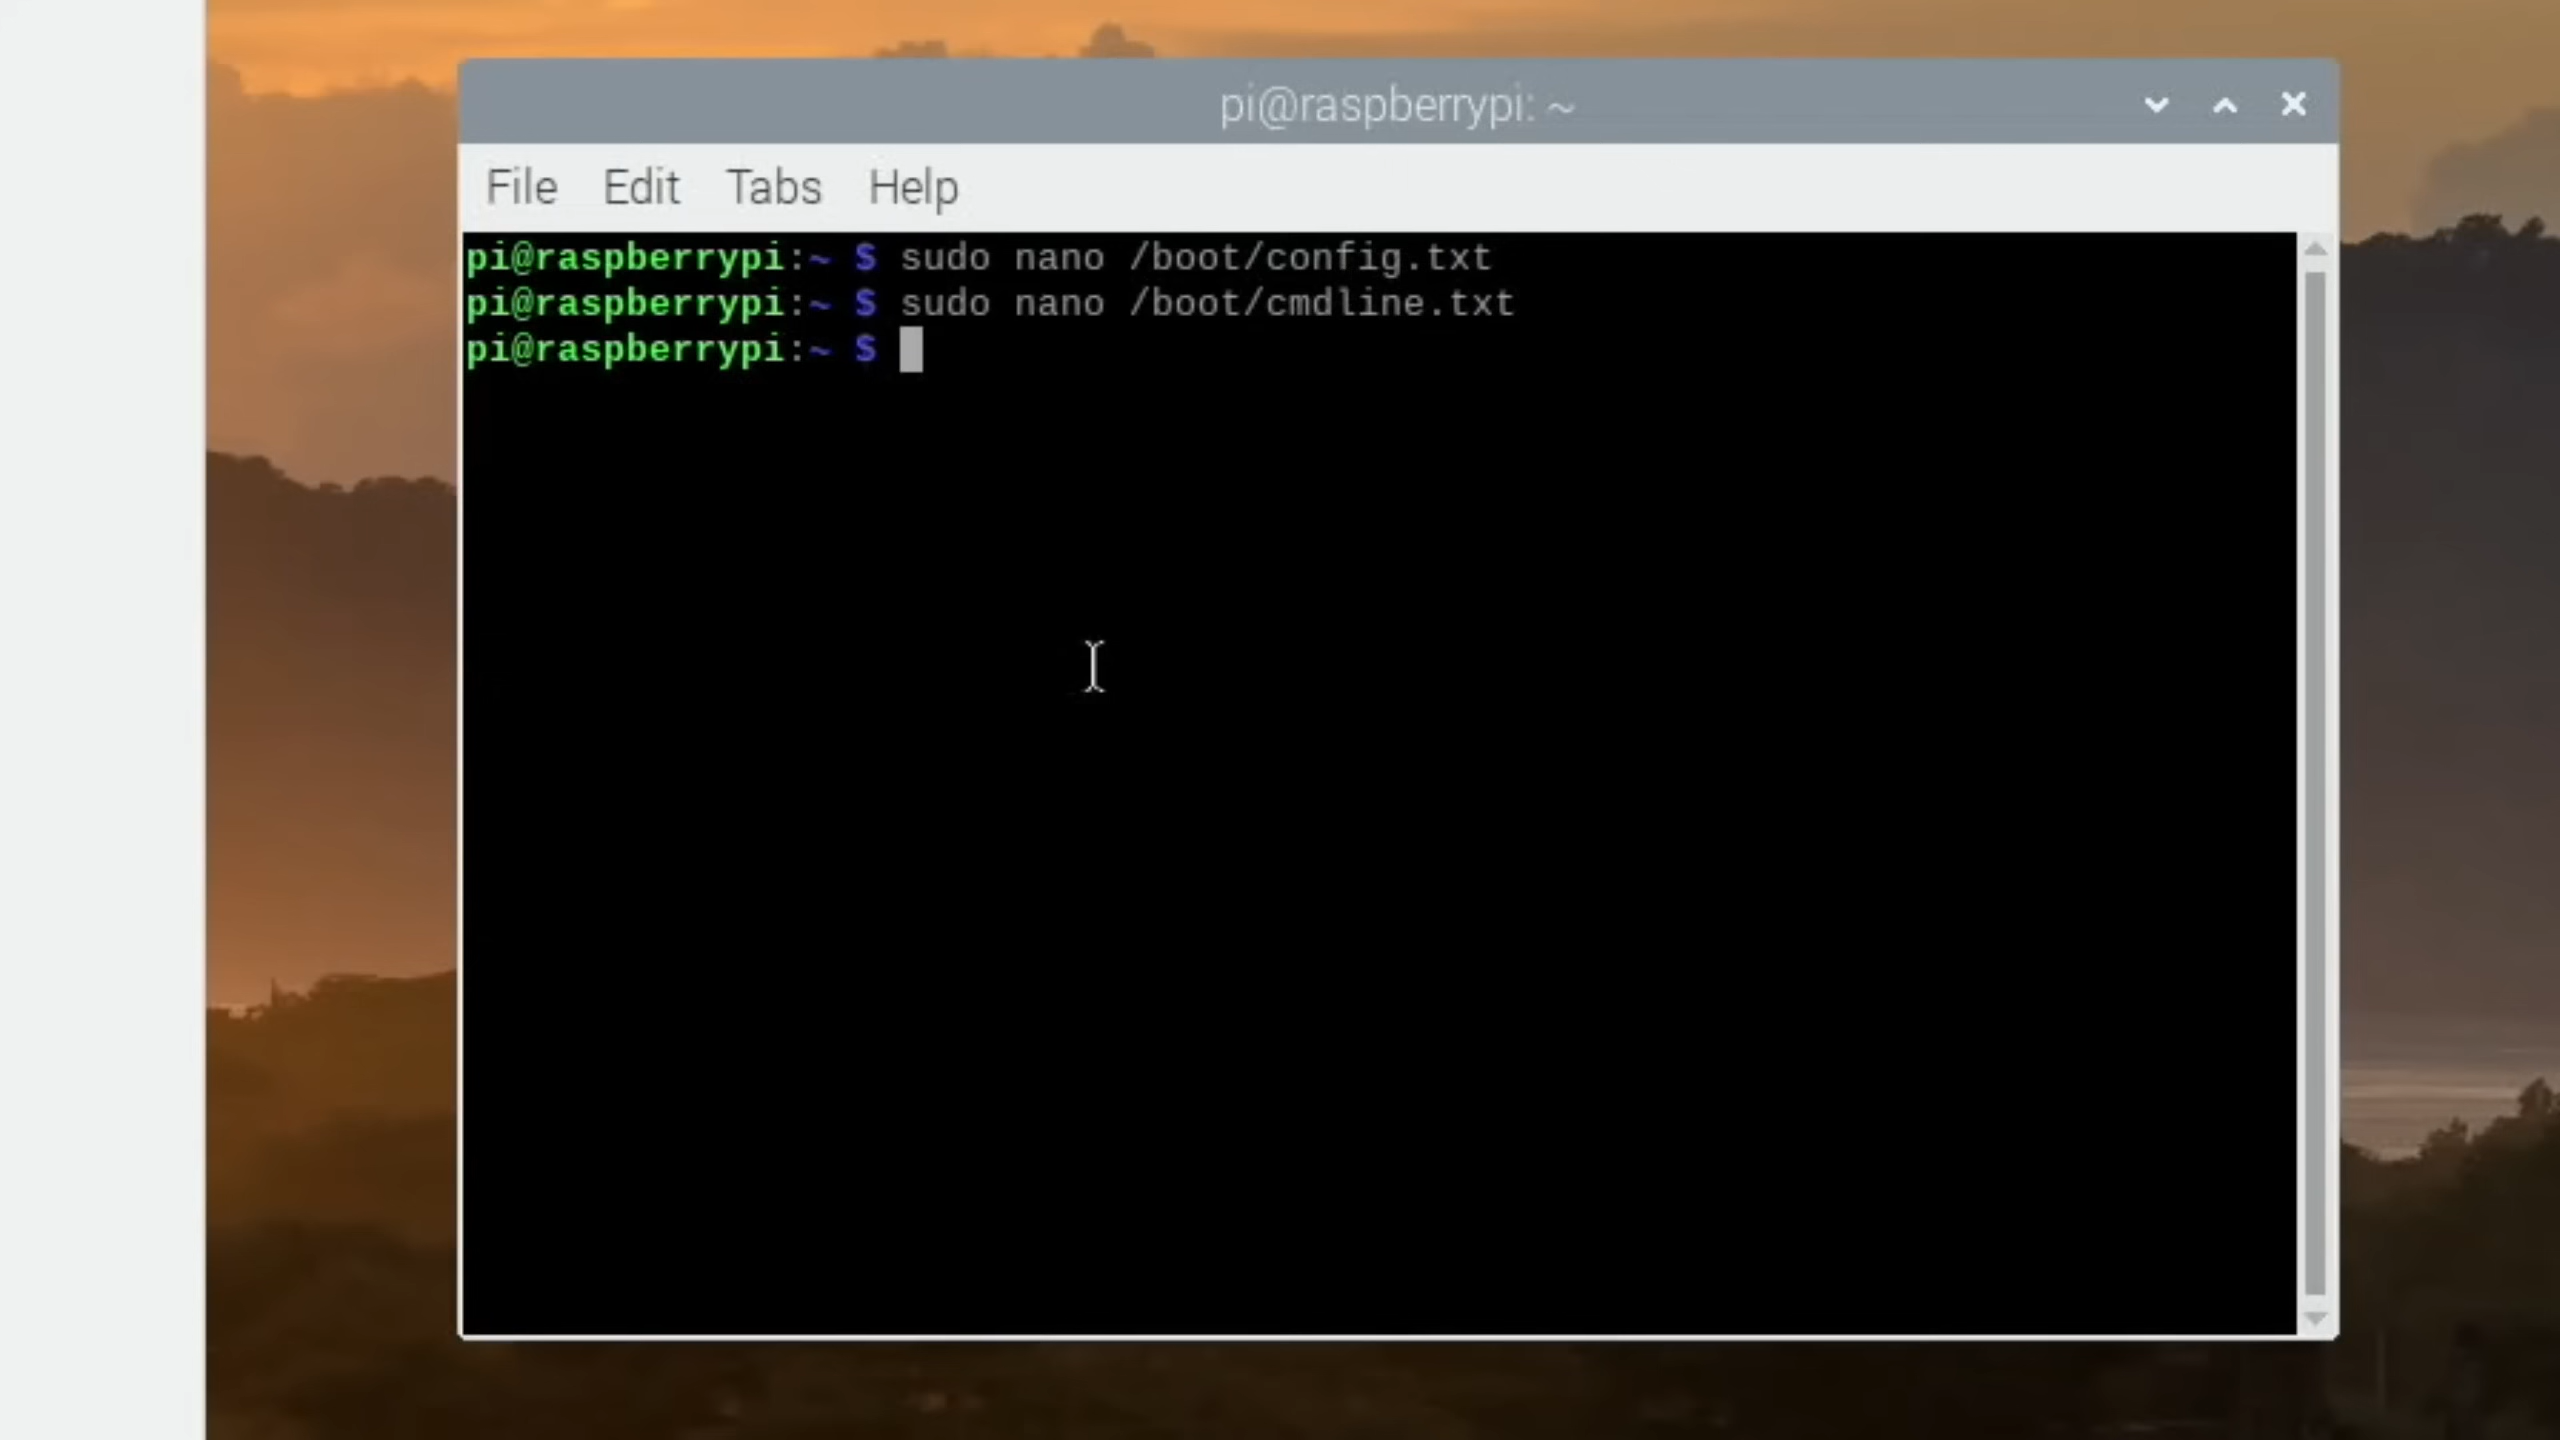 pi@raspberrypi: ~
File Edit Tabs Help
pi@raspberrypi:~ $ sudo nano /boot/config.txt
pi@raspberrypi:~ $ sudo nano /boot/cmdline.txt
pi@raspberrypi:~ $